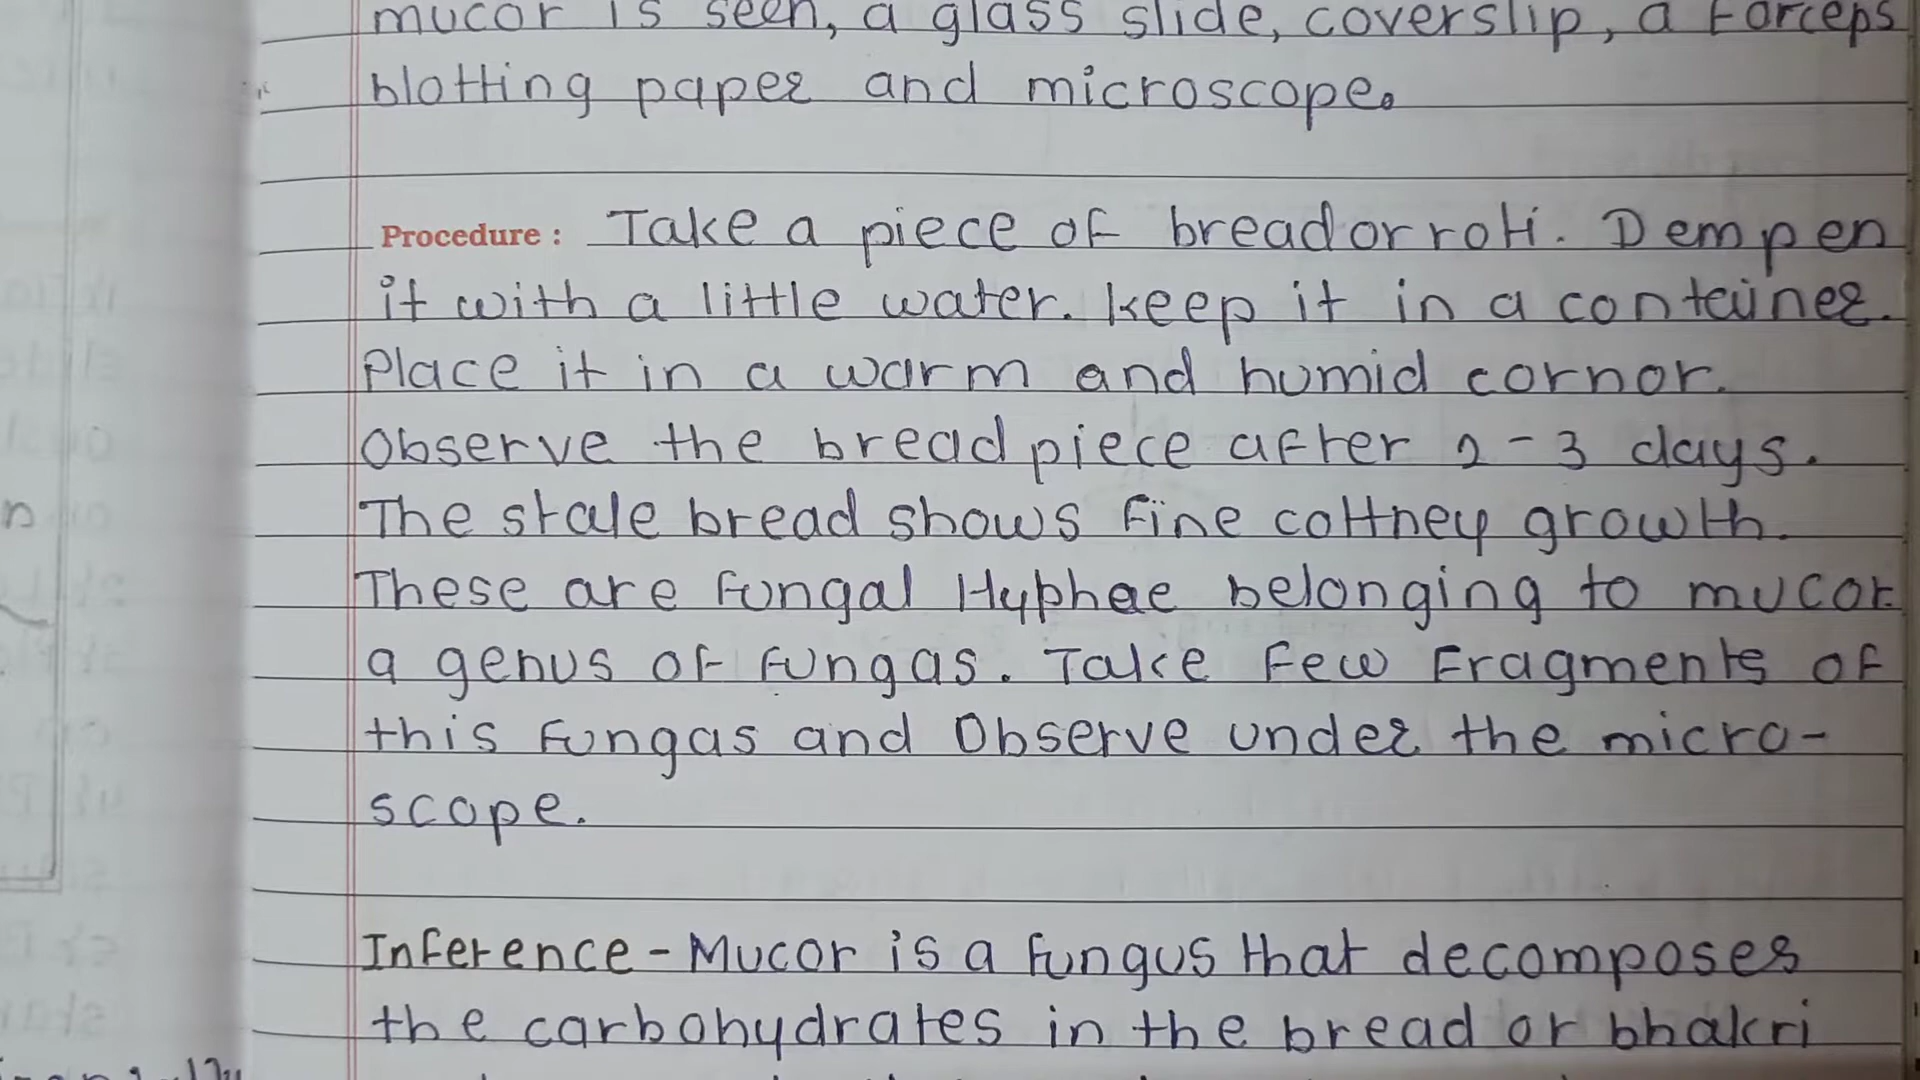 mucor is seen, a glass slide, coverslip, a forceps
blotting paper and microscope.
Procedure : Take a piece of bread or roti. Dempen
it with a little water. keep it in a container.
Place it in a warm and humid cornor.
Observe the bread piece after 2-3 days.
The stale bread shows fine cottney growth.
These are fungal Hyphae belonging to mucor
a genus of fungas. Take few fragments of
this fungas and Observe under the micro-
scope.
Inference - Mucor is a fungus that decomposes
the carbohydrates in the bread or bhakri